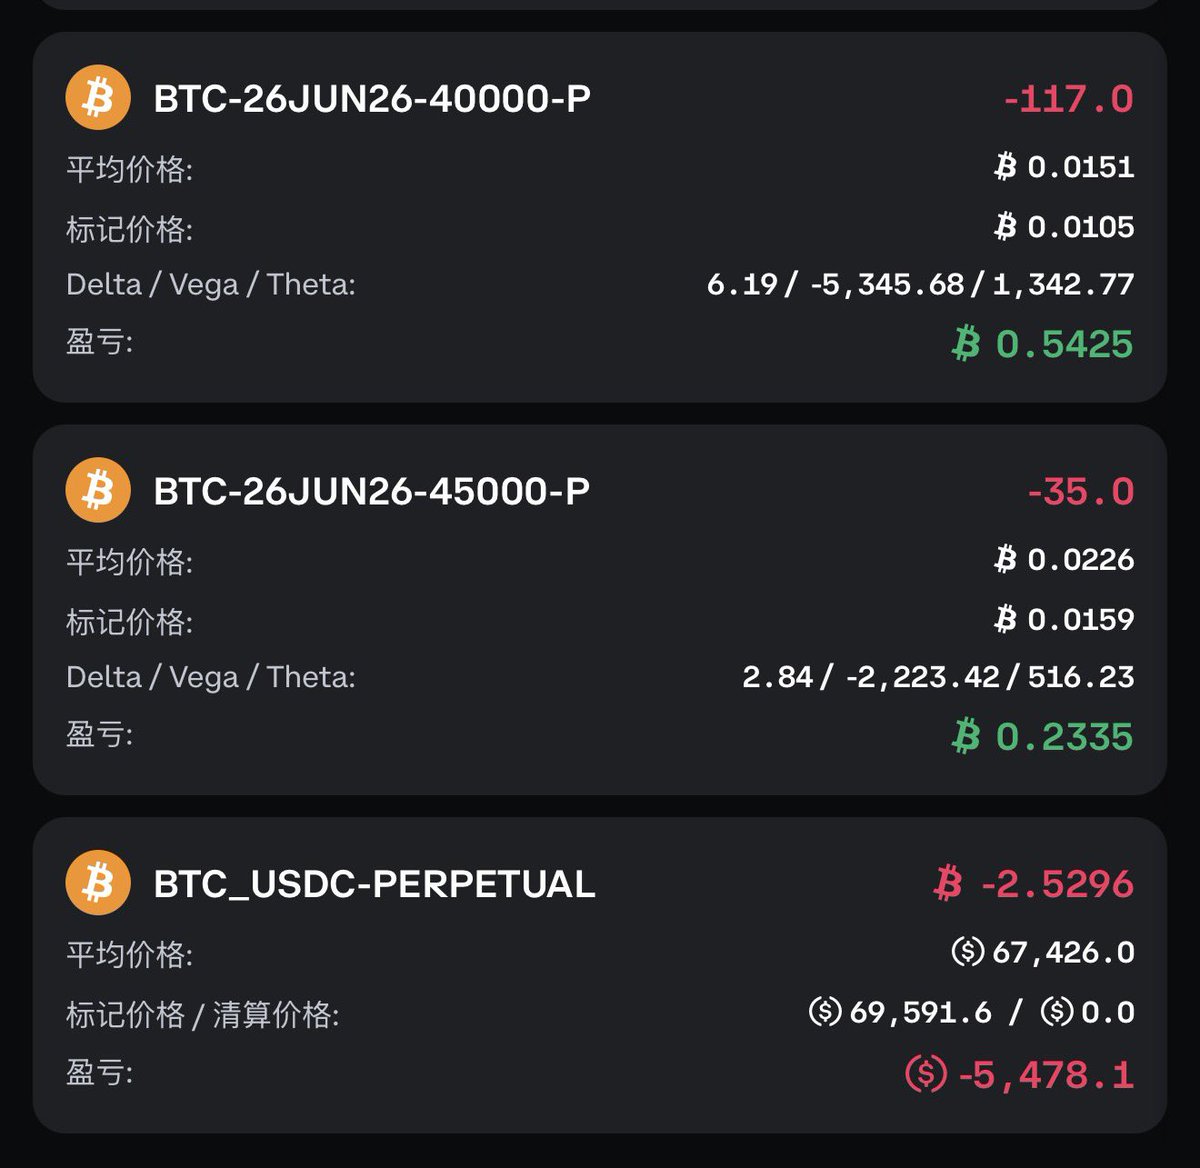 BTC-26JUN26-40000-P -117.0
平均价格: ₿ 0.0151
标记价格: ₿ 0.0105
Delta / Vega / Theta: 6.19 / -5,345.68 / 1,342.77
盈亏: ₿ 0.5425
BTC-26JUN26-45000-P -35.0
平均价格: ₿ 0.0226
标记价格: ₿ 0.0159
Delta / Vega / Theta: 2.84 / -2,223.42 / 516.23
盈亏: ₿ 0.2335
BTC_USDC-PERPETUAL ₿ -2.5296
平均价格: $ 67,426.0
标记价格 / 清算价格: $ 69,591.6 / $ 0.0
盈亏: $ -5,478.1